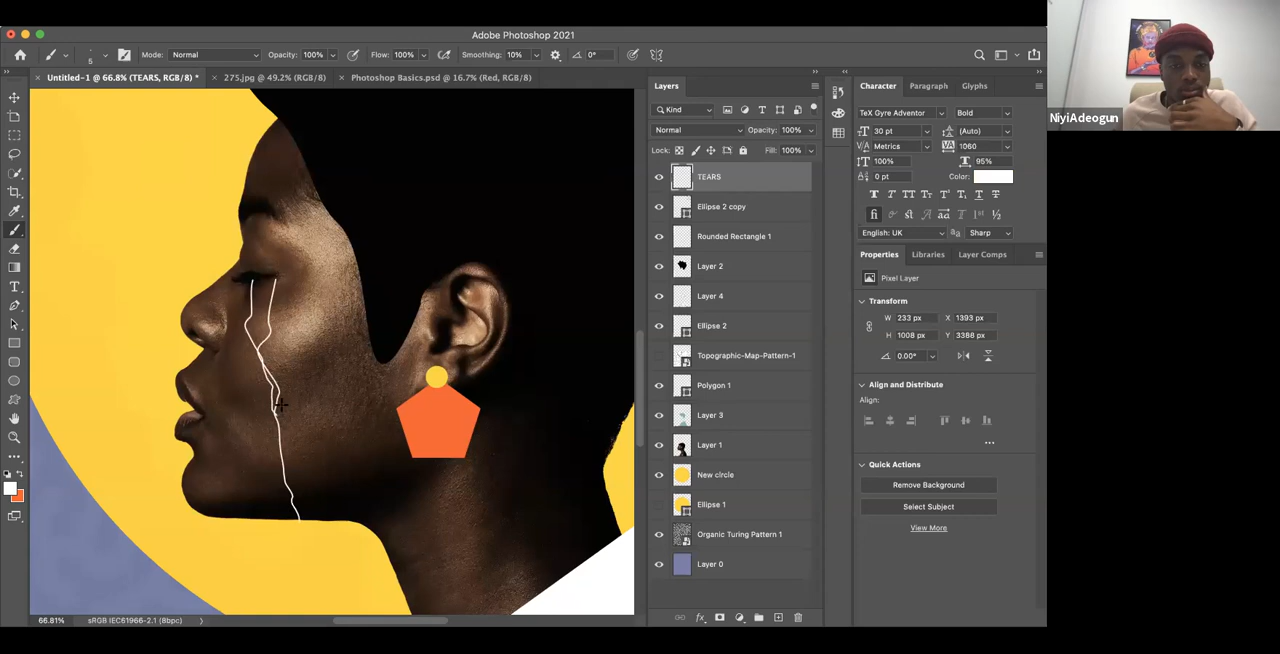 Adobe Photoshop 2021
5 Mode: Normal Opacity: 100% Flow: 100% Smoothing: 10% 0°
Untitled-1 @ 66.8% (TEARS, RGB/8) * 275.jpg @ 49.2% (RGB/8) Photoshop Basics.psd @ 16.7% (Red, RGB/8)
Layers
Kind
Normal Opacity: 100%
Lock: Fill: 100%
TEARS
Ellipse 2 copy
Rounded Rectangle 1
Layer 2
Layer 4
Ellipse 2
Topographic-Map-Pattern-1
Polygon 1
Layer 3
Layer 1
New circle
Ellipse 1
Organic Turing Pattern 1
Layer 0
Character Paragraph Glyphs
TeX Gyre Adventor Bold
30 pt (Auto)
Metrics 1060
100% 95%
0 pt Color:
English: UK Sharp
Properties Libraries Layer Comps
Pixel Layer
Transform
W 233 px X 1393 px
H 1008 px Y 3388 px
0.00°
Align and Distribute
Align:
Quick Actions
Remove Background
Select Subject
View More
66.81% sRGB IEC61966-2.1 (8bpc)
NiyiAdeogun